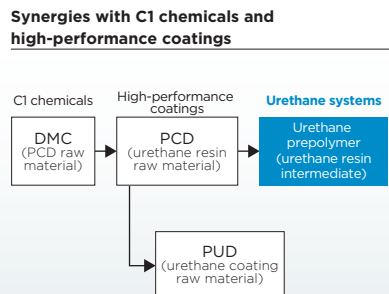 Synergies with C1 chemicals and
high-performance coatings
C1 chemicals
High-performance
coatings
Urethane systems
DMC
(PCD raw
material)
PCD
(urethane resin
raw material)
Urethane
prepolymer
(urethane resin
intermediate)
PUD
(urethane coating
raw material)